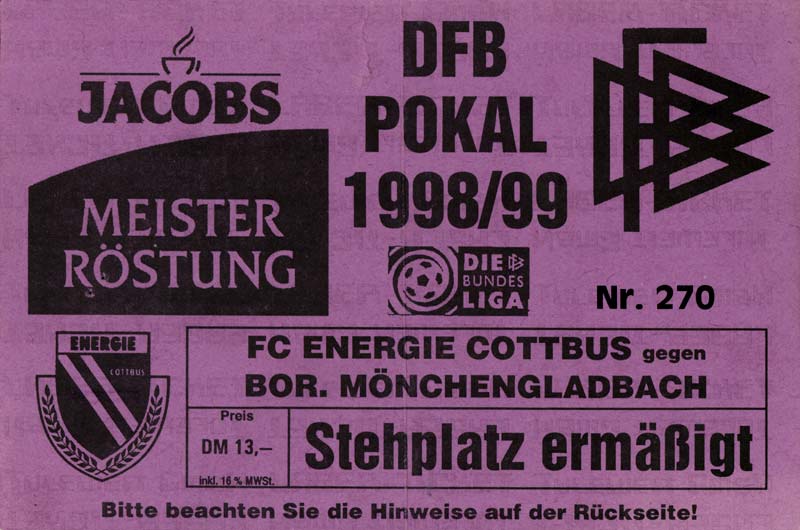 JACOBS
MEISTER
RÖSTUNG
DFB
POKAL
1998/99
DFB
DIE
BUNDES
LIGA
Nr. 270
ENERGIE
COTTBUS
FC ENERGIE COTTBUS gegen
BOR. MÖNCHENGLADBACH
Preis
DM 13,–
inkl. 16 % MWSt.
Stehplatz ermäßigt
Bitte beachten Sie die Hinweise auf der Rückseite!